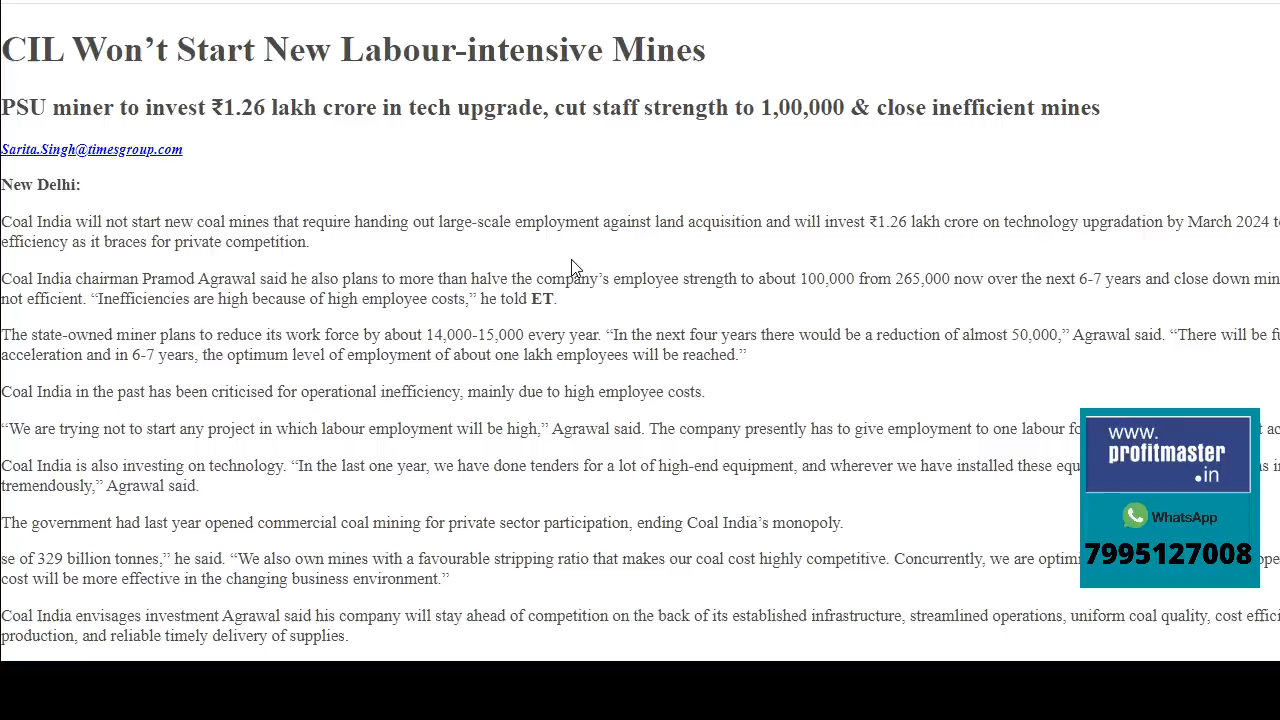 CIL Won’t Start New Labour-intensive Mines
PSU miner to invest ₹1.26 lakh crore in tech upgrade, cut staff strength to 1,00,000 & close inefficient mines
Sarita.Singh@timesgroup.com
New Delhi:
Coal India will not start new coal mines that require handing out large-scale employment against land acquisition and will invest ₹1.26 lakh crore on technology upgradation by March 2024
efficiency as it braces for private competition.
Coal India chairman Pramod Agrawal said he also plans to more than halve the company’s employee strength to about 100,000 from 265,000 now over the next 6-7 years and close down
not efficient. “Inefficiencies are high because of high employee costs,” he told ET.
The state-owned miner plans to reduce its work force by about 14,000-15,000 every year. “In the next four years there would be a reduction of almost 50,000,” Agrawal said. “There will be
acceleration and in 6-7 years, the optimum level of employment of about one lakh employees will be reached.”
Coal India in the past has been criticised for operational inefficiency, mainly due to high employee costs.
“We are trying not to start any project in which labour employment will be high,” Agrawal said. The company presently has to give employment to one labour
Coal India is also investing on technology. “In the last one year, we have done tenders for a lot of high-end equipment, and wherever we have installed these
tremendously,” Agrawal said.
The government had last year opened commercial coal mining for private sector participation, ending Coal India’s monopoly.
se of 329 billion tonnes,” he said. “We also own mines with a favourable stripping ratio that makes our coal cost highly competitive. Concurrently, we are
cost will be more effective in the changing business environment.”
Coal India envisages investment Agrawal said his company will stay ahead of competition on the back of its established infrastructure, streamlined operations, uniform coal quality, cost
production, and reliable timely delivery of supplies.
www.
profitmaster
.in
WhatsApp
7995127008